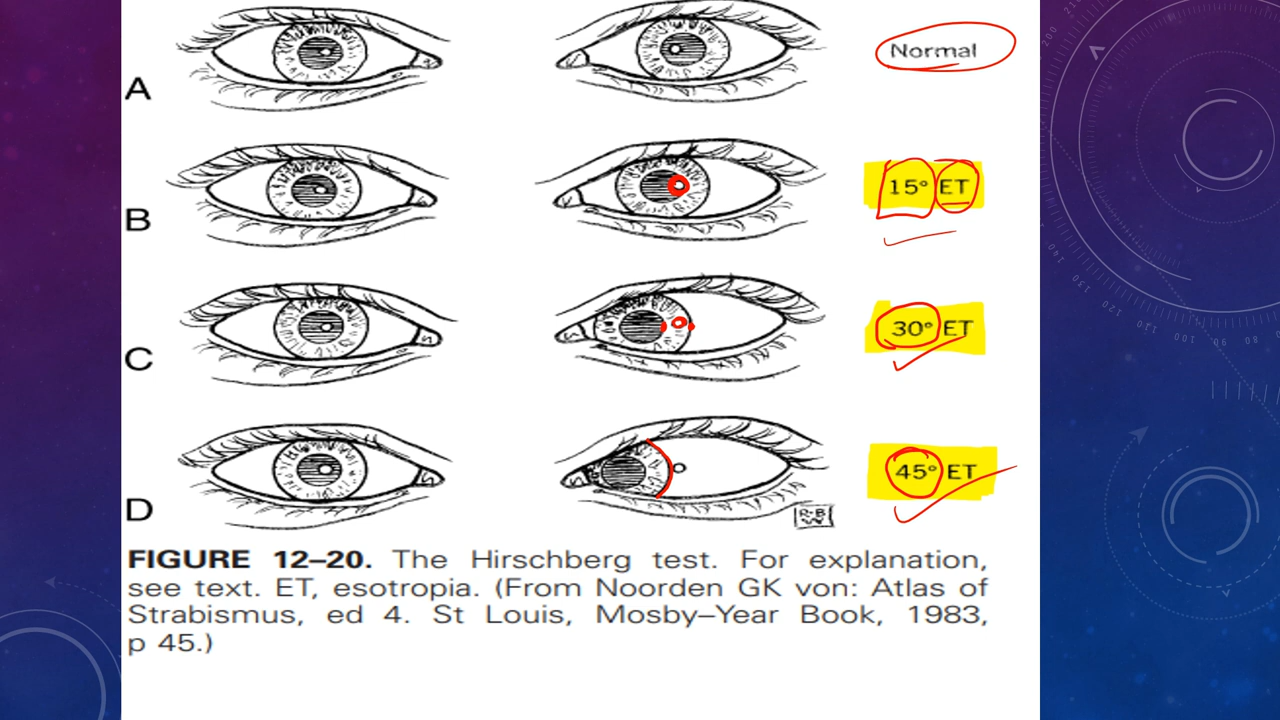 A
Normal
B
15° ET
C
30° ET
D
45° ET
FIGURE 12–20. The Hirschberg test. For explanation,
see text. ET, esotropia. (From Noorden GK von: Atlas of
Strabismus, ed 4. St Louis, Mosby–Year Book, 1983,
p 45.)